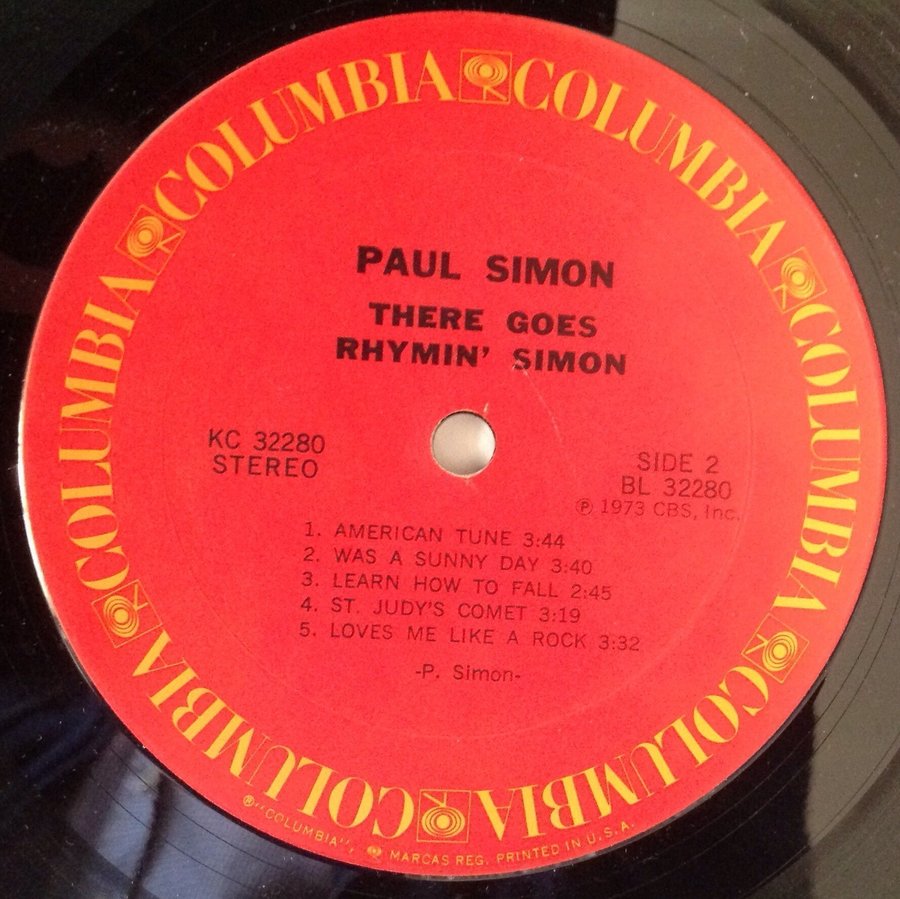 COLUMBIA COLUMBIA COLUMBIA COLUMBIA COLUMBIA COLUMBIA
PAUL SIMON
THERE GOES
RHYMIN' SIMON
KC 32280
STEREO
SIDE 2
BL 32280
℗ 1973 CBS, Inc.
1. AMERICAN TUNE 3:44
2. WAS A SUNNY DAY 3:40
3. LEARN HOW TO FALL 2:45
4. ST. JUDY'S COMET 3:19
5. LOVES ME LIKE A ROCK 3:32
-P. Simon-
®"COLUMBIA", MARCAS REG. PRINTED IN U.S.A.